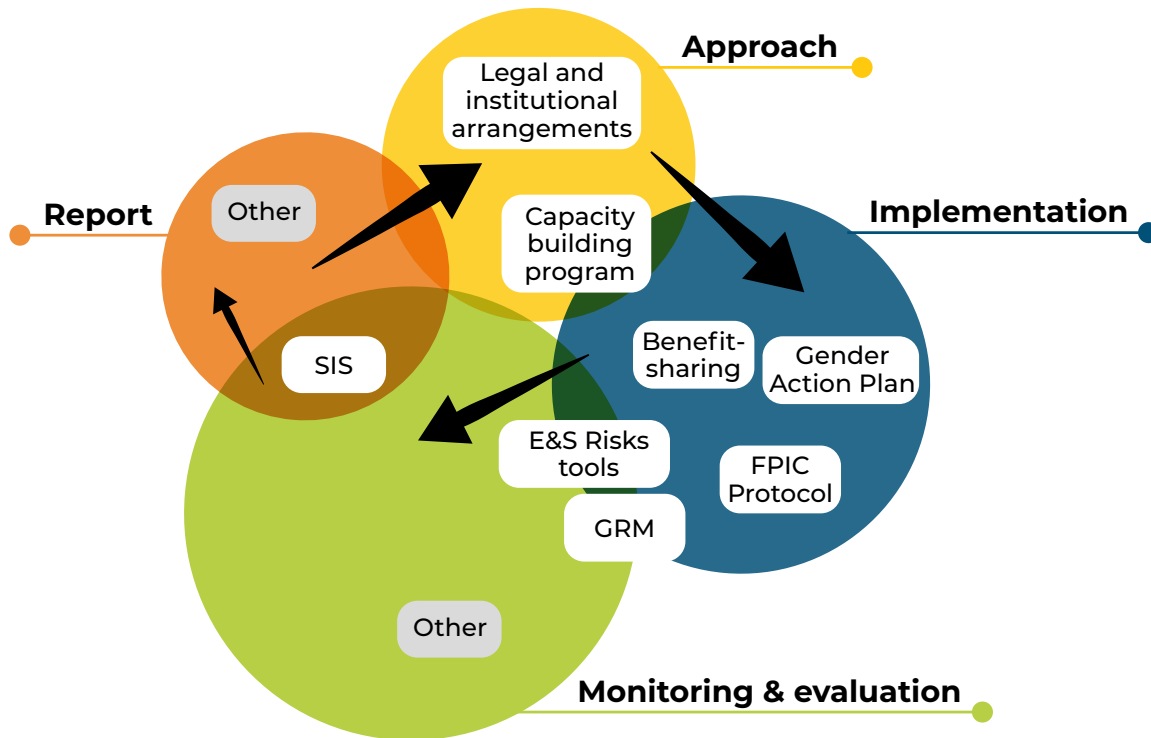 Approach
Legal and
institutional
arrangements
Report
Other
Capacity
building
program
Implementation
SIS
Benefit-
sharing
Gender
Action Plan
E&S Risks
tools
FPIC
Protocol
GRM
Other
Monitoring & evaluation